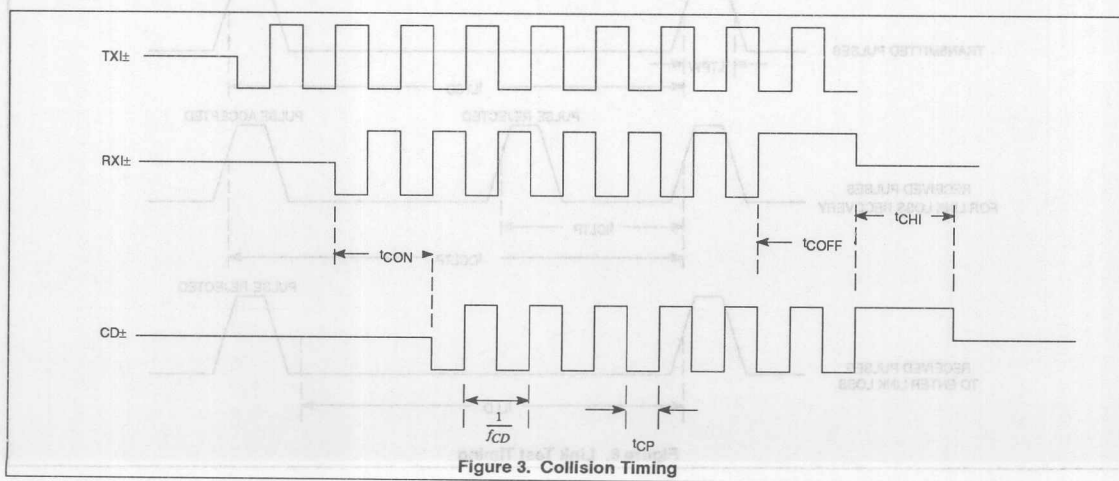 TXI±
RXI±
tCON
tCOFF
tCHI
CD±
1
fCD
tCP
Figure 3. Collision Timing